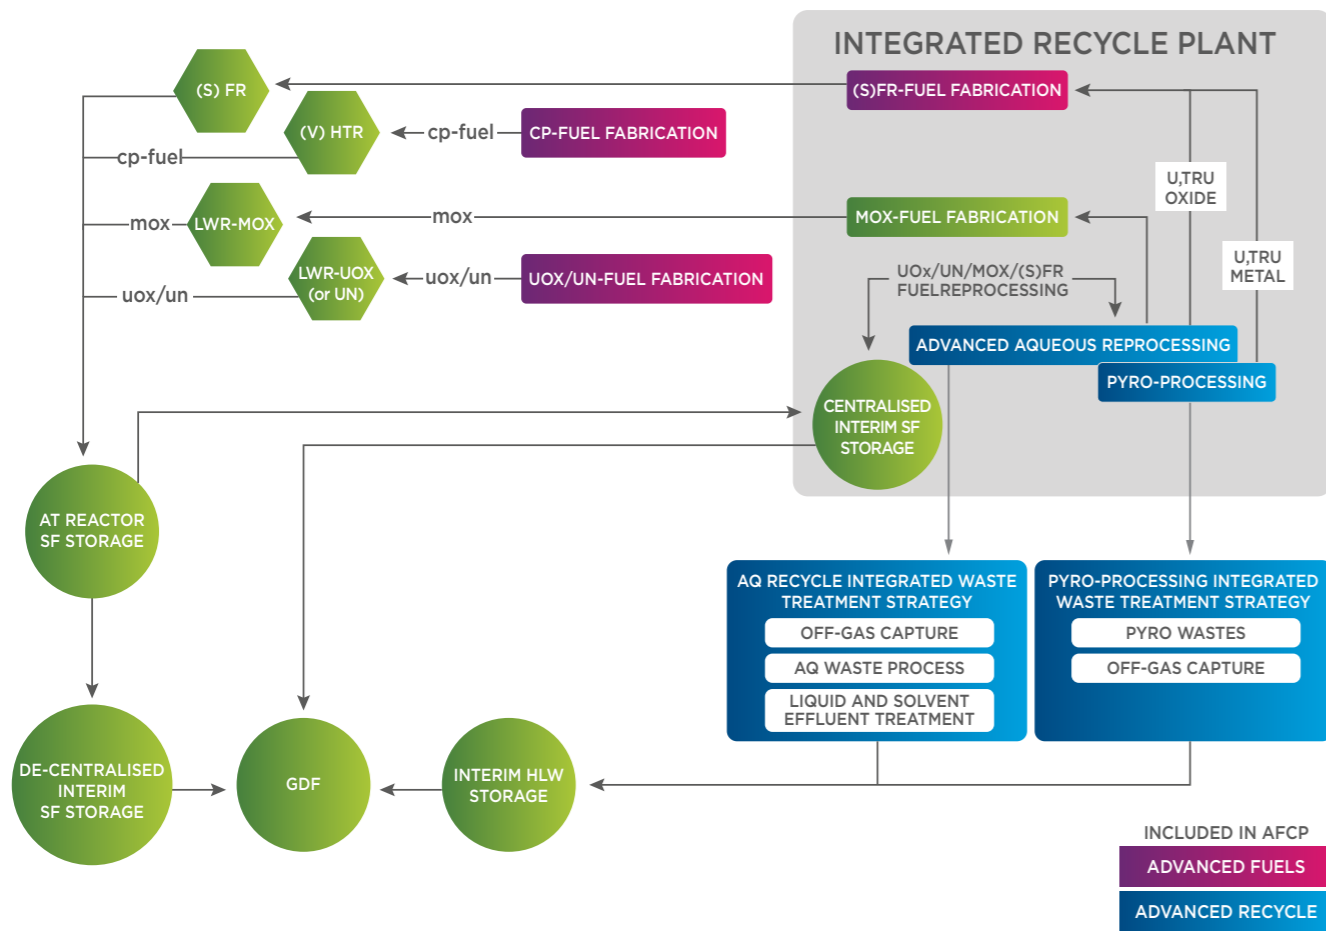 INTEGRATED RECYCLE PLANT
(S) FR
(S)FR-FUEL FABRICATION
(V) HTR
cp-fuel
CP-FUEL FABRICATION
cp-fuel
U,TRU
OXIDE
mox
LWR-MOX
mox
MOX-FUEL FABRICATION
U,TRU
METAL
uox/un
LWR-UOX
(or UN)
uox/un
UOX/UN-FUEL FABRICATION
UOx/UN/MOX/(S)FR
FUELREPROCESSING
ADVANCED AQUEOUS REPROCESSING
PYRO-PROCESSING
CENTRALISED
INTERIM SF
STORAGE
AT REACTOR
SF STORAGE
AQ RECYCLE INTEGRATED WASTE
TREATMENT STRATEGY
OFF-GAS CAPTURE
AQ WASTE PROCESS
LIQUID AND SOLVENT
EFFLUENT TREATMENT
PYRO-PROCESSING INTEGRATED
WASTE TREATMENT STRATEGY
PYRO WASTES
OFF-GAS CAPTURE
DE-CENTRALISED
INTERIM
SF STORAGE
GDF
INTERIM HLW
STORAGE
INCLUDED IN AFCP
ADVANCED FUELS
ADVANCED RECYCLE